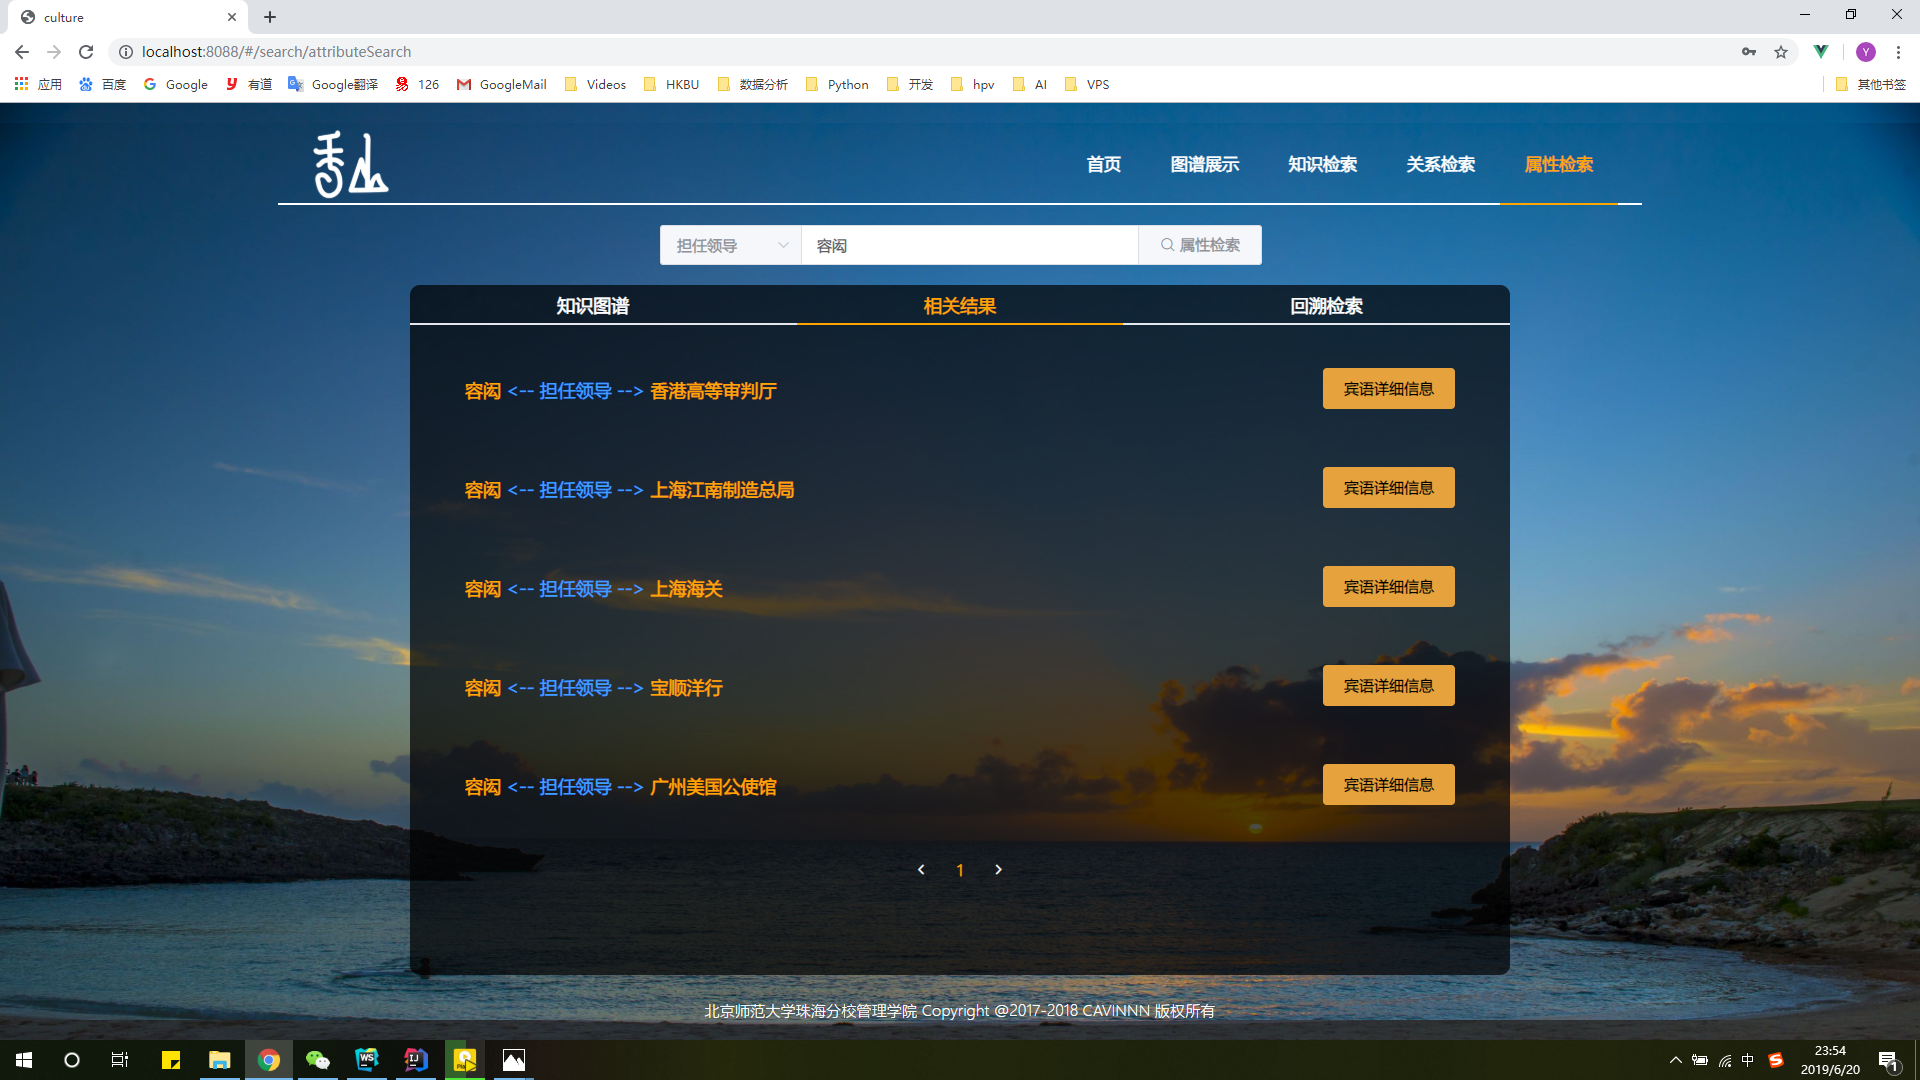 culture
localhost:8088/#/search/attributeSearch
应用 百度 Google 有道 Google翻译 126 GoogleMail Videos HKBU 数据分析 Python 开发 hpv AI VPS 其他书签
首页 图谱展示 知识检索 关系检索 属性检索
担任领导 容闳 属性检索
知识图谱 相关结果 回溯检索
容闳 <-- 担任领导 --> 香港高等审判厅 宾语详细信息
容闳 <-- 担任领导 --> 上海江南制造总局 宾语详细信息
容闳 <-- 担任领导 --> 上海海关 宾语详细信息
容闳 <-- 担任领导 --> 宝顺洋行 宾语详细信息
容闳 <-- 担任领导 --> 广州美国公使馆 宾语详细信息
1
北京师范大学珠海分校管理学院 Copyright @2017-2018 CAVINNN 版权所有
中 23:54
2019/6/20